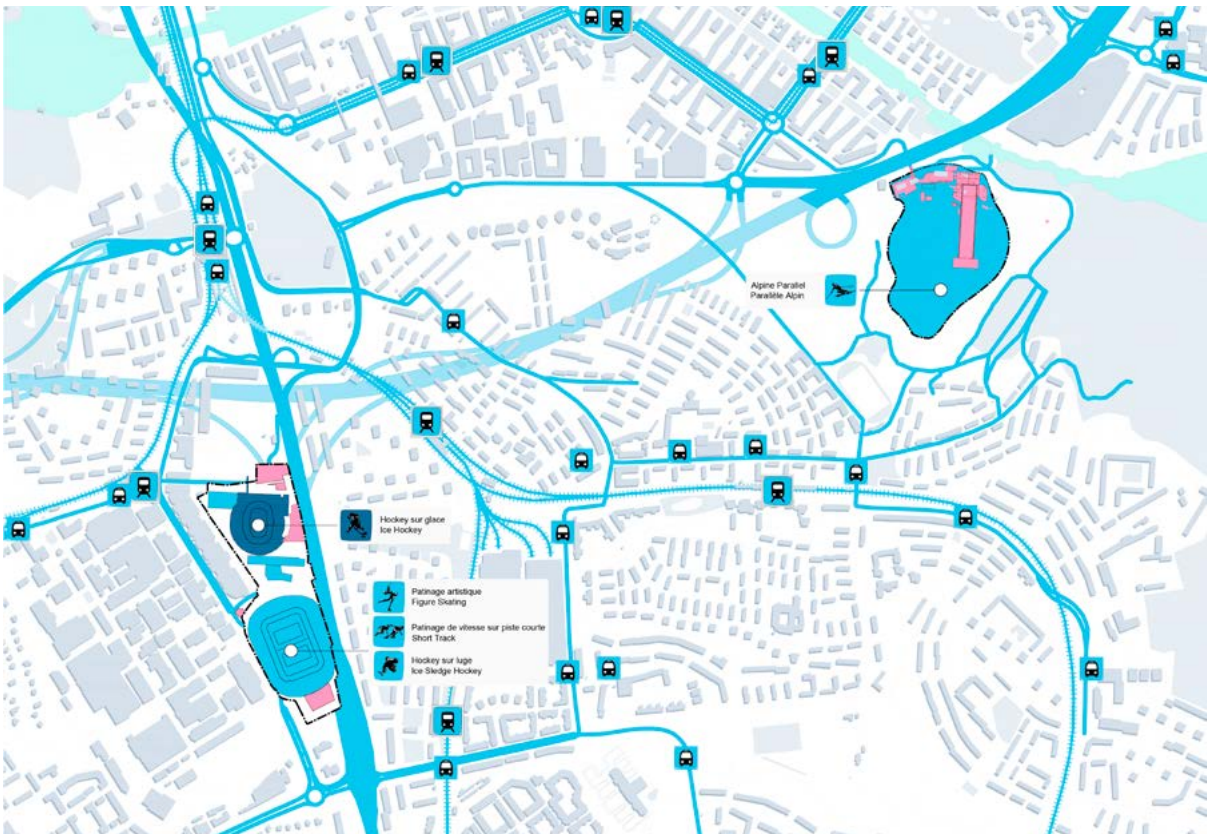 Alpine Parallel
Parallèle Alpin
Hockey sur glace
Ice Hockey
Patinage artistique
Figure Skating
Patinage de vitesse sur piste courte
Short Track
Hockey sur luge
Ice Sledge Hockey